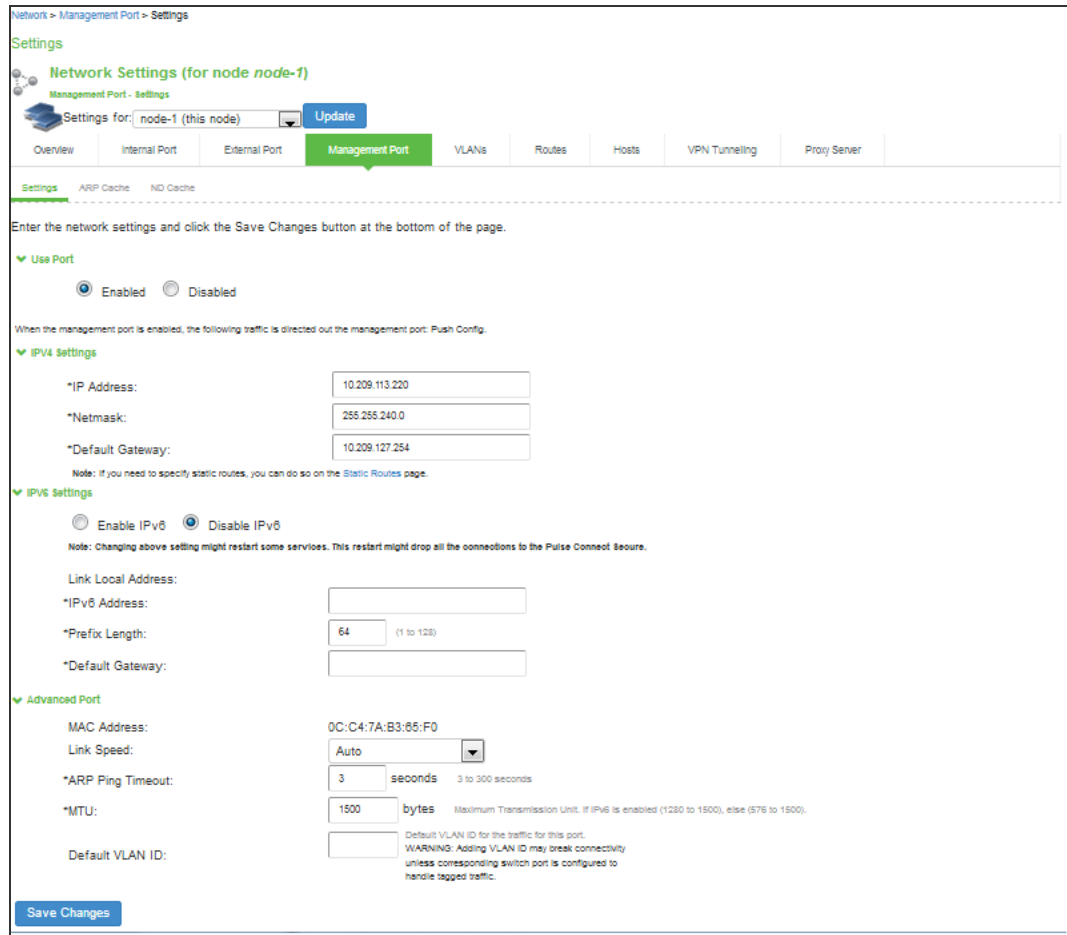 Network > Management Port > Settings
Settings
Network Settings (for node node-1)
Management Port - Settings
Settings for: node-1 (this node) Update
Overview Internal Port External Port Management Port VLANs Routes Hosts VPN Tunneling Proxy Server
Settings ARP Cache ND Cache
Enter the network settings and click the Save Changes button at the bottom of the page.
Use Port
Enabled Disabled
When the management port is enabled, the following traffic is directed out the management port: Push Config.
IPV4 Settings
*IP Address: 10.209.113.220
*Netmask: 255.255.240.0
*Default Gateway: 10.209.127.254
Note: If you need to specify static routes, you can do so on the Static Routes page.
IPV6 Settings
Enable IPv6 Disable IPv6
Note: Changing above setting might restart some services. This restart might drop all the connections to the Pulse Connect Secure.
Link Local Address:
*IPv6 Address:
*Prefix Length: 64 (1 to 128)
*Default Gateway:
Advanced Port
MAC Address: 0C:C4:7A:B3:65:F0
Link Speed: Auto
*ARP Ping Timeout: 3 seconds 3 to 300 seconds
*MTU: 1500 bytes Maximum Transmission Unit. If IPv6 is enabled (1280 to 1500), else (576 to 1500).
Default VLAN ID: Default VLAN ID for the traffic for this port.
WARNING: Adding VLAN ID may break connectivity
unless corresponding switch port is configured to
handle tagged traffic.
Save Changes